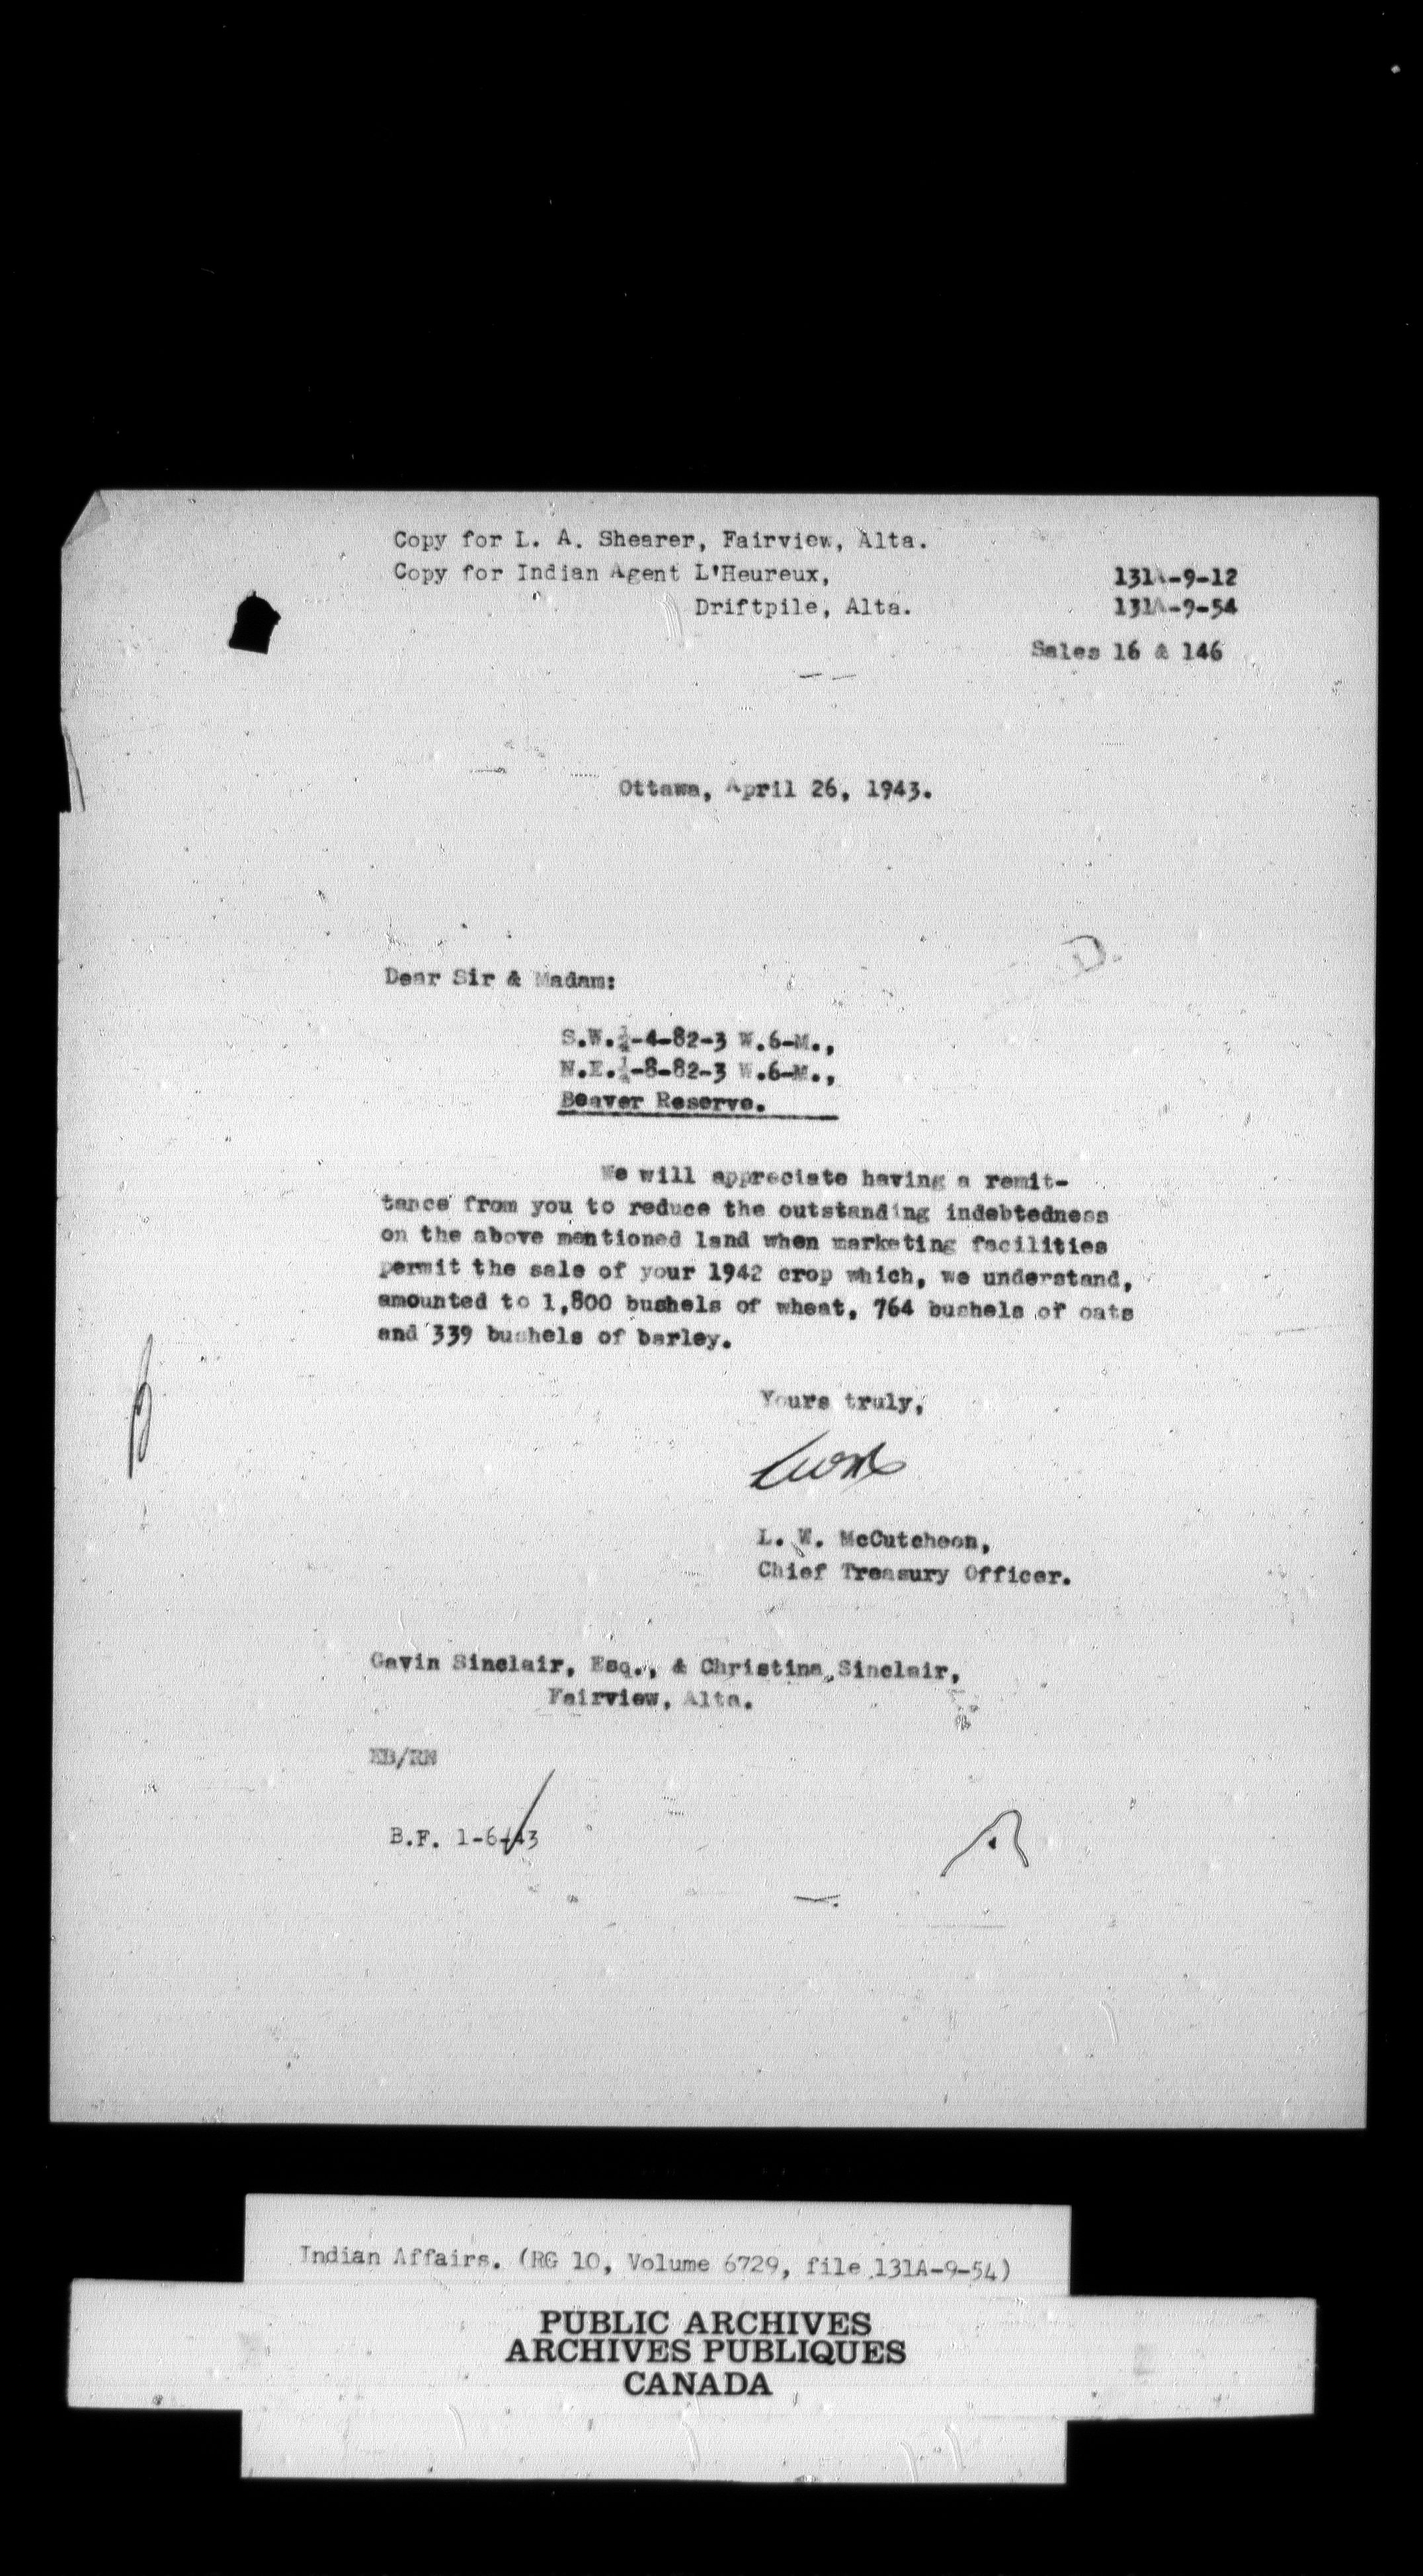 Copy for L. A. Shearer, Fairview, Alta.
Copy for Indian Agent L'Heureux,
Driftpile, Alta.
131A-9-12
131A-9-54
Sales 16 & 146
Ottawa, April 26, 1943.
Dear Sir & Madam:
S.W.¼-4-82-3 W.6-M.,
N.E.¼-8-82-3 W.6-M.,
Beaver Reserve.
We will appreciate having a remit-
tance from you to reduce the outstanding indebtedness
on the above mentioned land when marketing facilities
permit the sale of your 1942 crop which, we understand,
amounted to 1,800 bushels of wheat, 764 bushels of oats
and 339 bushels of barley.
Yours truly,
L. W. McCutcheon,
Chief Treasury Officer.
Gavin Sinclair, Esq., & Christina Sinclair,
Fairview, Alta.
EB/RN
B.F. 1-6-43
Indian Affairs. (RG 10, Volume 6729, file 131A-9-54)
PUBLIC ARCHIVES
ARCHIVES PUBLIQUES
CANADA